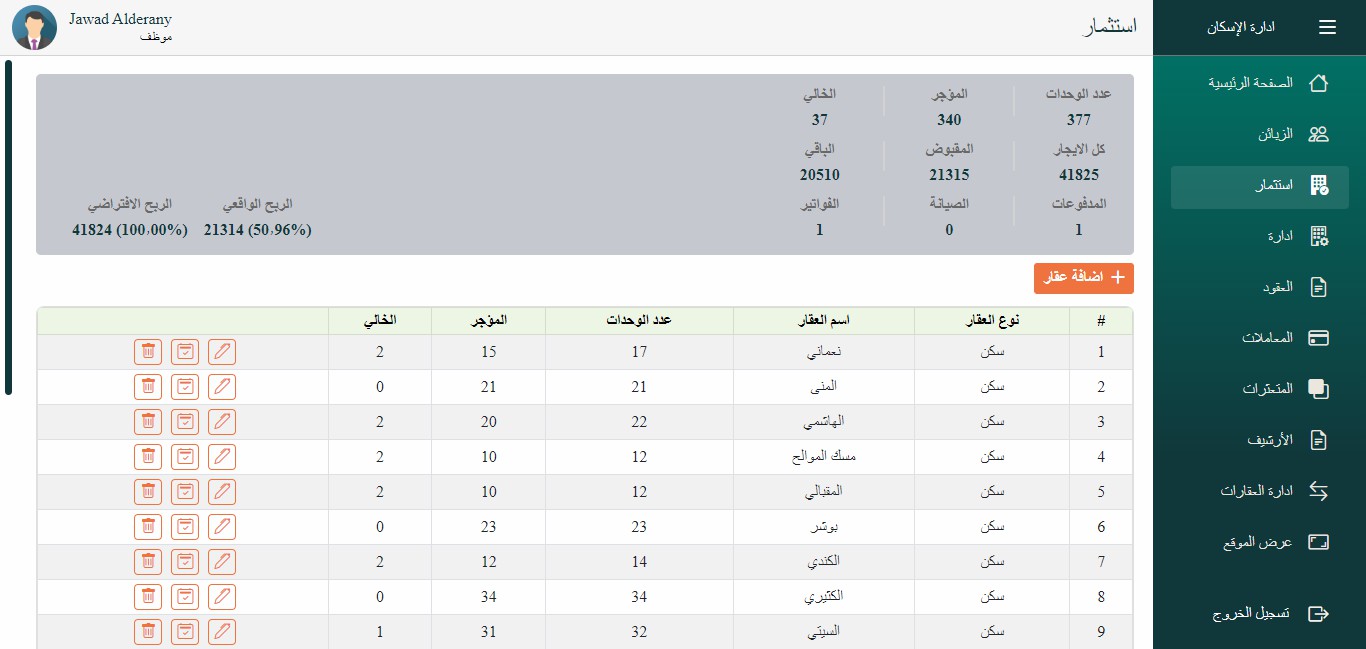 ادارة الإسكان
الصفحة الرئيسية
الزبائن
استثمار
ادارة
العقود
المعاملات
المتعثرات
الأرشيف
ادارة العقارات
عرض الموقع
تسجيل الخروج
استثمار
Jawad Alderany
موظف
عدد الوحدات المؤجر الخالي
377 340 37
كل الايجار المقبوض الباقي
41825 21315 20510
المدفوعات الصيانة الفواتير الربح الواقعي الربح الافتراضي
1 0 1 21314 (50،96%) 41824 (100،00%)
اضافة عقار
# نوع العقار اسم العقار عدد الوحدات المؤجر الخالي
1 سكن نعماني 17 15 2
2 سكن المنى 21 21 0
3 سكن الهاشمي 22 20 2
4 سكن مسك الموالح 12 10 2
5 سكن المقبالي 12 10 2
6 سكن بوشر 23 23 0
7 سكن الكندي 14 12 2
8 سكن الكثيري 34 34 0
9 سكن السيتي 32 31 1